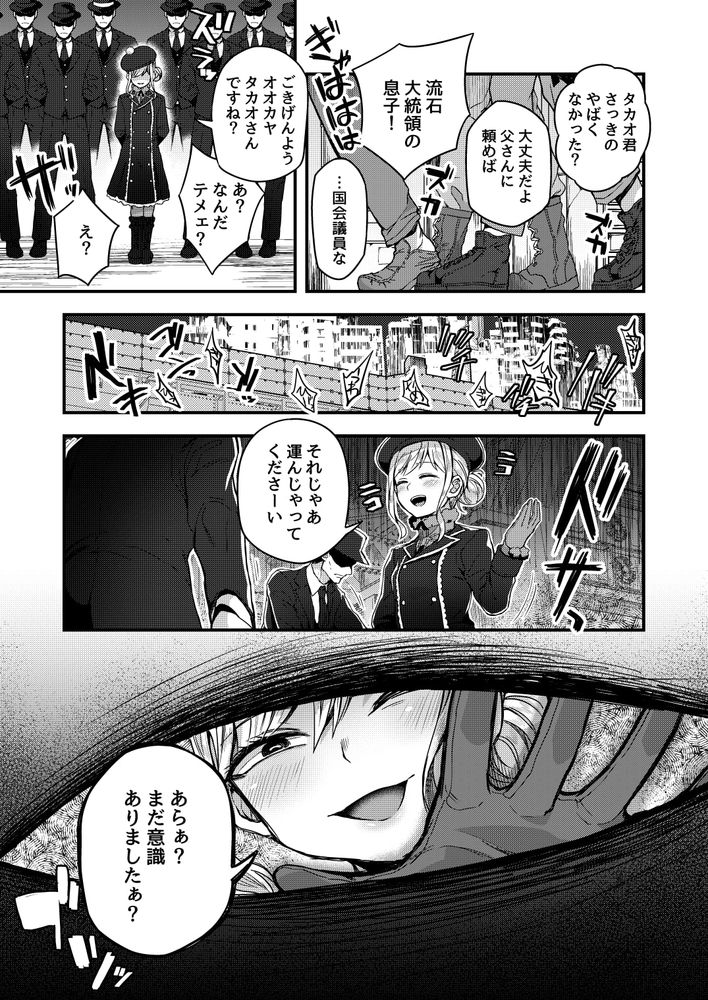 タカオ君
さっきの
やばく
なかった?
大丈夫だよ
父さんに
頼めば
…国会議員な
流石
大統領の
息子!
ぎゃははは
ズカ
ズカ
ごきげんよう
オオカヤ
タカオさん
ですね?
あ?
なんだ
テメェ?
え?
ザッ
それじゃあ
運んじゃって
くださーい
ザッ
あらぁ?
まだ意識
ありましたぁ?